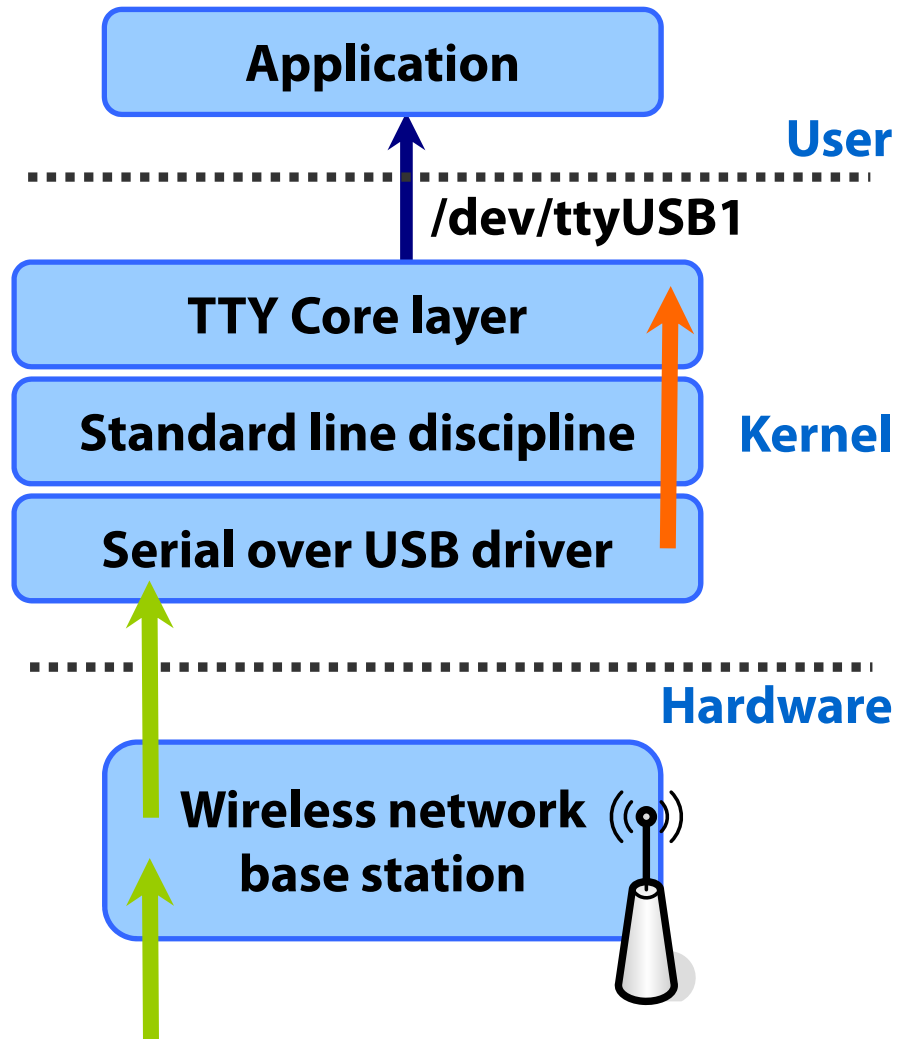 Application
User
/dev/ttyUSB1
TTY Core layer
Standard line discipline
Kernel
Serial over USB driver
Hardware
Wireless network
base station